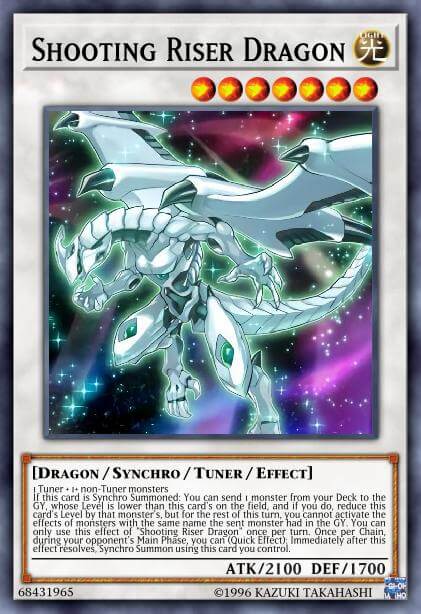 SHOOTING RISER DRAGON
LIGHT
光
[DRAGON / SYNCHRO / TUNER / EFFECT]
1 Tuner + 1+ non-Tuner monsters
If this card is Synchro Summoned: You can send 1 monster from your Deck to the
GY, whose Level is lower than this card's on the field, and if you do, reduce
this card's Level by that monster's, but for the rest of this turn, you cannot activate the
effects of monsters with the same name the sent monster had in the GY. You can
only use this effect of "Shooting Riser Dragon" once per turn. Once per Chain,
during your opponent's Main Phase, you can (Quick Effect): Immediately after this
effect resolves, Synchro Summon using this card you control.
ATK/2100 DEF/1700
68431965
©1996 KAZUKI TAKAHASHI